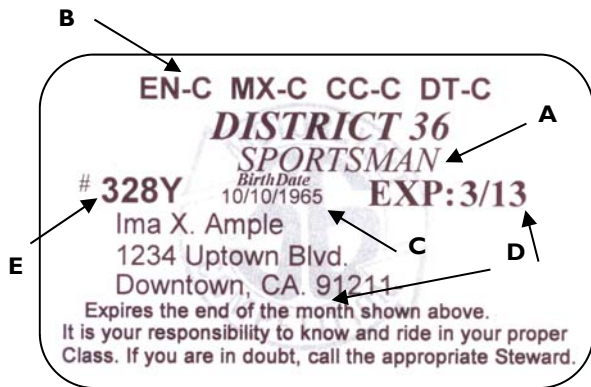 B
EN-C MX-C CC-C DT-C
DISTRICT 36
A
SPORTSMAN
# 328Y
BirthDate
10/10/1965
EXP: 3/13
E
C
D
Ima X. Ample
1234 Uptown Blvd.
Downtown, CA. 91211-
Expires the end of the month shown above.
It is your responsibility to know and ride in your proper
Class. If you are in doubt, call the appropriate Steward.